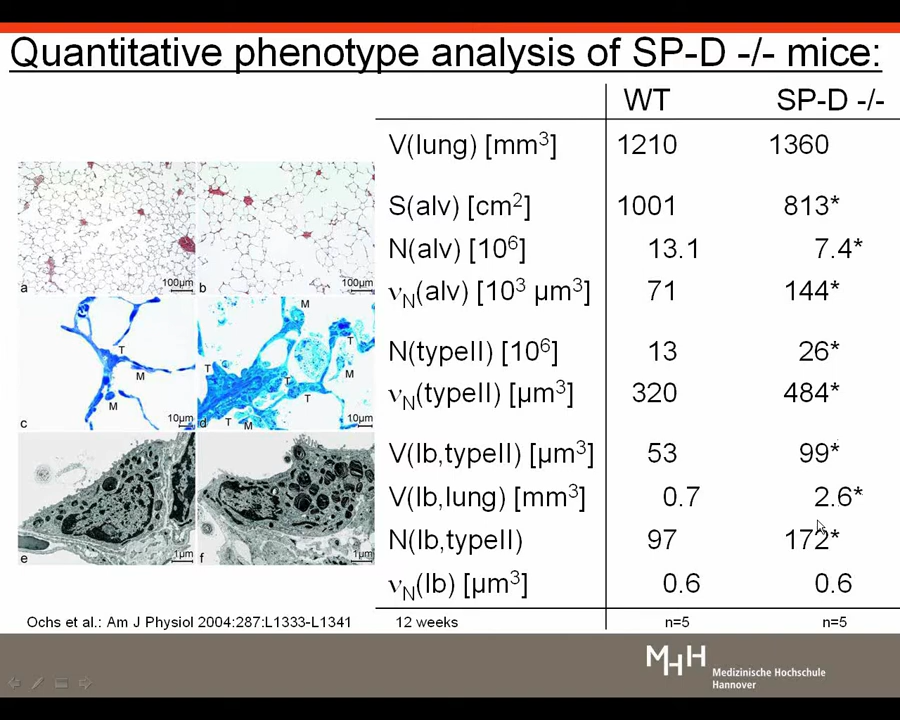 Quantitative phenotype analysis of SP-D -/- mice:
WT SP-D -/-
V(lung) [mm³] 1210 1360
S(alv) [cm²] 1001 813*
N(alv) [10⁶] 13.1 7.4*
νN(alv) [10³ µm³] 71 144*
N(typeII) [10⁶] 13 26*
νN(typeII) [µm³] 320 484*
V(lb,typeII) [µm³] 53 99*
V(lb,lung) [mm³] 0.7 2.6*
N(lb,typeII) 97 172*
νN(lb) [µm³] 0.6 0.6
12 weeks n=5 n=5
a 100µm b 100µm
M
T T T
M T M
M T
c 10µm d T M 10µm
e 1µm f 1µm
Ochs et al.: Am J Physiol 2004:287:L1333-L1341
MHH Medizinische Hochschule
Hannover